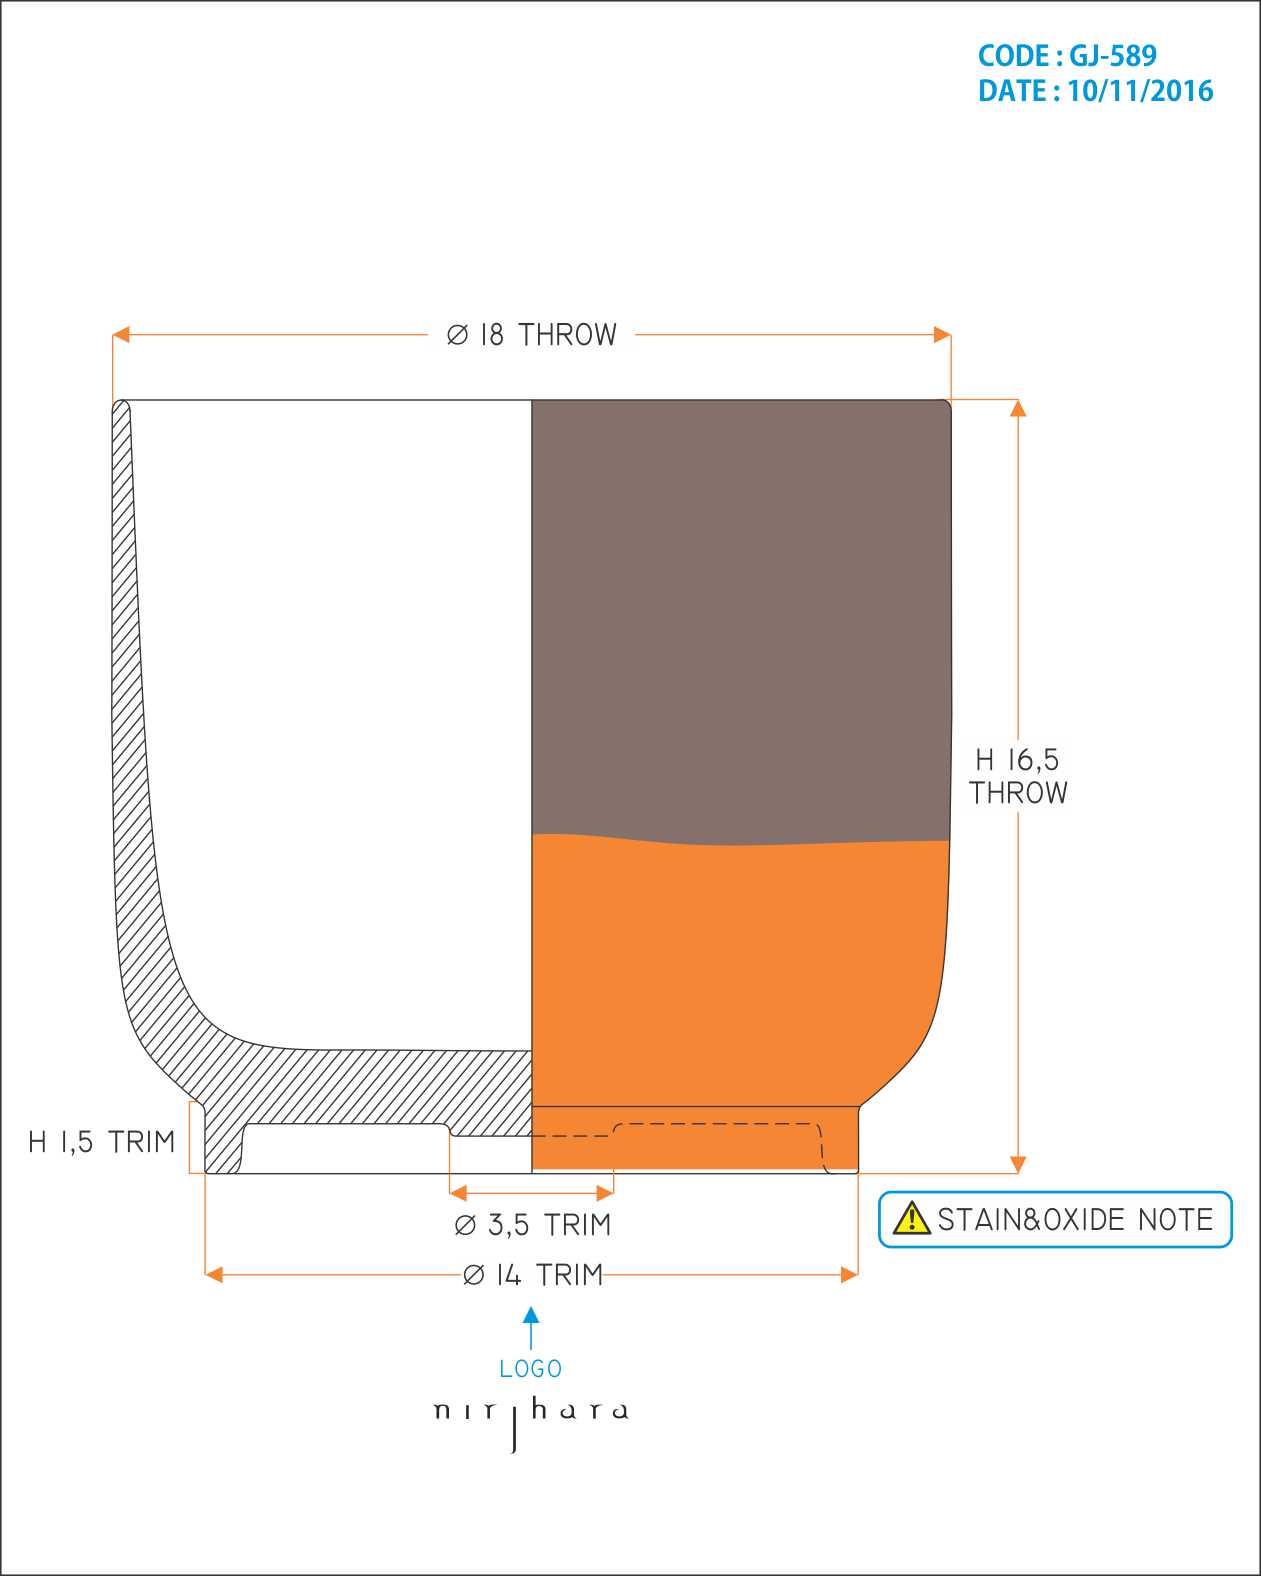 CODE : GJ-589
DATE : 10/11/2016
Ø 18 THROW
H 16,5
THROW
H 1,5 TRIM
Ø 3,5 TRIM
STAIN&OXIDE NOTE
Ø 14 TRIM
LOGO
nirjhara